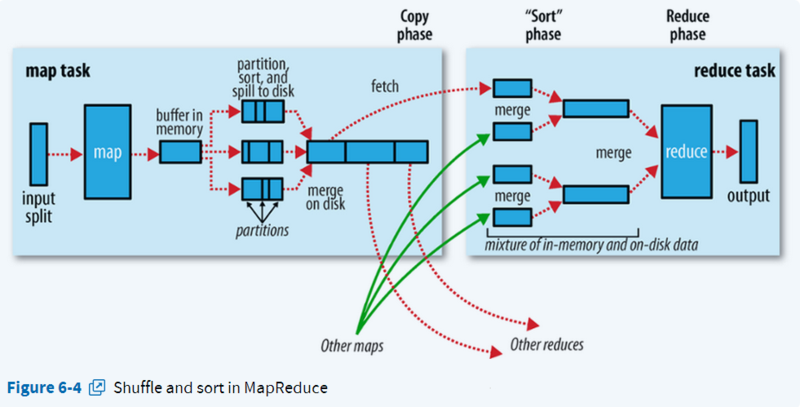 Copy
phase
"Sort"
phase
Reduce
phase
map task
partition,
sort, and
spill to disk
fetch
reduce task
buffer in
memory
merge
map
merge
reduce
input
split
merge
on disk
merge
output
partitions
mixture of in-memory and on-disk data
Other maps
Other reduces
Figure 6-4 Shuffle and sort in MapReduce